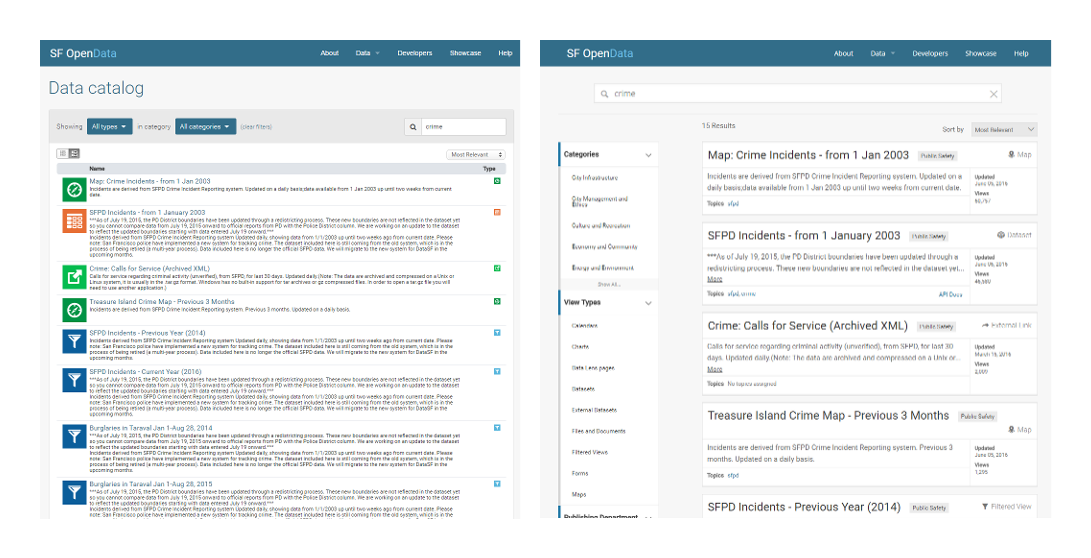 SF OpenData
About Data Developers Showcase Help
Data catalog
Showing All types in category All categories (clear filters) crime
Most Relevant
Name Type
Map: Crime Incidents - from 1 Jan 2003
Incidents are derived from SFPD Crime Incident Reporting system. Updated on a daily basis;data available from 1 Jan 2003 up until two weeks from current
date.
SFPD Incidents - from 1 January 2003
***As of July 19, 2015, the PD District boundaries have been updated through a redistricting process. These new boundaries are not reflected in the dataset yet
so you cannot compare data from July 19, 2015 onward to official reports from PD with the Police District column. We are working on an update to the dataset
to reflect the updated boundaries starting with data entered July 19 onward.***
Incidents derived from SFPD Crime Incident Reporting system Updated daily, showing data from 1/1/2003 up until two weeks ago from current date. Please
note: San Francisco police have implemented a new system for tracking crime. The dataset included here is still coming from the old system, which is in the
process of being retired (a multi-year process). Data included here is no longer the official SFPD data. We will migrate to the new system for DataSF in the
upcoming months.
Crime: Calls for Service (Archived XML)
Calls for service regarding criminal activity (unverified), from SFPD, for last 30 days. Updated daily (Note: The data are archived and compressed on a Unix or
Linux system, it is usually in the .tar.gz format. Windows has no built-in support for tar archives or gz compressed files. In order to open a tar.gz file you will
need to use another application.)
Treasure Island Crime Map - Previous 3 Months
Incidents are derived from SFPD Crime Incident Reporting system. Previous 3 months. Updated on a daily basis.
SFPD Incidents - Previous Year (2014)
Incidents derived from SFPD Crime Incident Reporting system Updated daily, showing data from 1/1/2003 up until two weeks ago from current date. Please
note: San Francisco police have implemented a new system for tracking crime. The dataset included here is still coming from the old system, which is in the
process of being retired (a multi-year process). Data included here is no longer the official SFPD data. We will migrate to the new system for DataSF in the
upcoming months.
SFPD Incidents - Current Year (2016)
***As of July 19, 2015, the PD District boundaries have been updated through a redistricting process. These new boundaries are not reflected in the dataset yet
so you cannot compare data from July 19, 2015 onward to official reports from PD with the Police District column. We are working on an update to the dataset
to reflect the updated boundaries starting with data entered July 19 onward.***
Incidents derived from SFPD Crime Incident Reporting system Updated daily, showing data from 1/1/2003 up until two weeks ago from current date. Please
note: San Francisco police have implemented a new system for tracking crime. The dataset included here is still coming from the old system, which is in the
process of being retired (a multi-year process). Data included here is no longer the official SFPD data. We will migrate to the new system for DataSF in the
upcoming months.
Burglaries in Taraval Jan 1-Aug 28, 2014
***As of July 19, 2015, the PD District boundaries have been updated through a redistricting process. These new boundaries are not reflected in the dataset yet
so you cannot compare data from July 19, 2015 onward to official reports from PD with the Police District column. We are working on an update to the dataset
to reflect the updated boundaries starting with data entered July 19 onward.***
Incidents derived from SFPD Crime Incident Reporting system Updated daily, showing data from 1/1/2003 up until two weeks ago from current date. Please
note: San Francisco police have implemented a new system for tracking crime. The dataset included here is still coming from the old system, which is in the
process of being retired (a multi-year process). Data included here is no longer the official SFPD data. We will migrate to the new system for DataSF in the
upcoming months.
Burglaries in Taraval Jan 1-Aug 28, 2015
***As of July 19, 2015, the PD District boundaries have been updated through a redistricting process. These new boundaries are not reflected in the dataset yet
so you cannot compare data from July 19, 2015 onward to official reports from PD with the Police District column. We are working on an update to the dataset
to reflect the updated boundaries starting with data entered July 19 onward.***
Incidents derived from SFPD Crime Incident Reporting system Updated daily, showing data from 1/1/2003 up until two weeks ago from current date. Please
note: San Francisco police have implemented a new system for tracking crime. The dataset included here is still coming from the old system, which is in the
SF OpenData
About Data Developers Showcase Help
crime
15 Results
Sort by Most Relevant
Categories
City Infrastructure
City Management and
Ethics
Culture and Recreation
Economy and Community
Energy and Environment
Show All...
View Types
Calendars
Charts
Data Lens pages
Datasets
External Datasets
Files and Documents
Filtered Views
Forms
Maps
Publishing Department
Map: Crime Incidents - from 1 Jan 2003 Public Safety Map
Incidents are derived from SFPD Crime Incident Reporting system. Updated on a
daily basis;data available from 1 Jan 2003 up until two weeks from current date.
Topics sfpd
Updated
June 05, 2016
Views
SFPD Incidents - from 1 January 2003 Public Safety Dataset
***As of July 19, 2015, the PD District boundaries have been updated through a
redistricting process. These new boundaries are not reflected in the dataset yet...
More
Topics sfpd, crime API Docs
Updated
June 05, 2016
Views
Crime: Calls for Service (Archived XML) Public Safety External Link
Calls for service regarding criminal activity (unverified), from SFPD, for last 30
days. Updated daily (Note: The data are archived and compressed on a Unix or...
More
Topics No topics assigned
Updated
Views
Treasure Island Crime Map - Previous 3 Months Public Safety
Map
Incidents are derived from SFPD Crime Incident Reporting system. Previous 3
months. Updated on a daily basis.
Topics sfpd
Updated
June 05, 2016
Views
1,295
SFPD Incidents - Previous Year (2014) Public Safety Filtered View